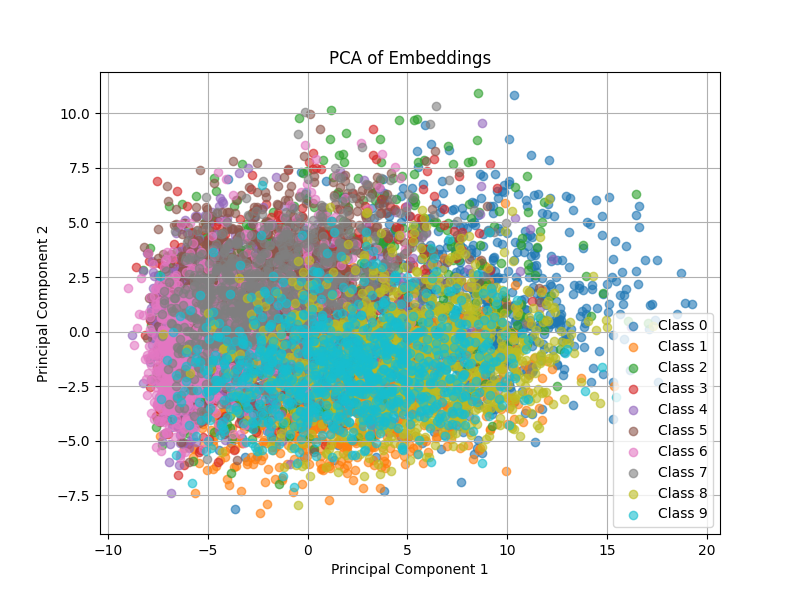 PCA of Embeddings
10.0
7.5
5.0
2.5
0.0
−2.5
−5.0
−7.5
Principal Component 2
Class 0
Class 1
Class 2
Class 3
Class 4
Class 5
Class 6
Class 7
Class 8
Class 9
−10
−5
0
5
10
15
20
Principal Component 1